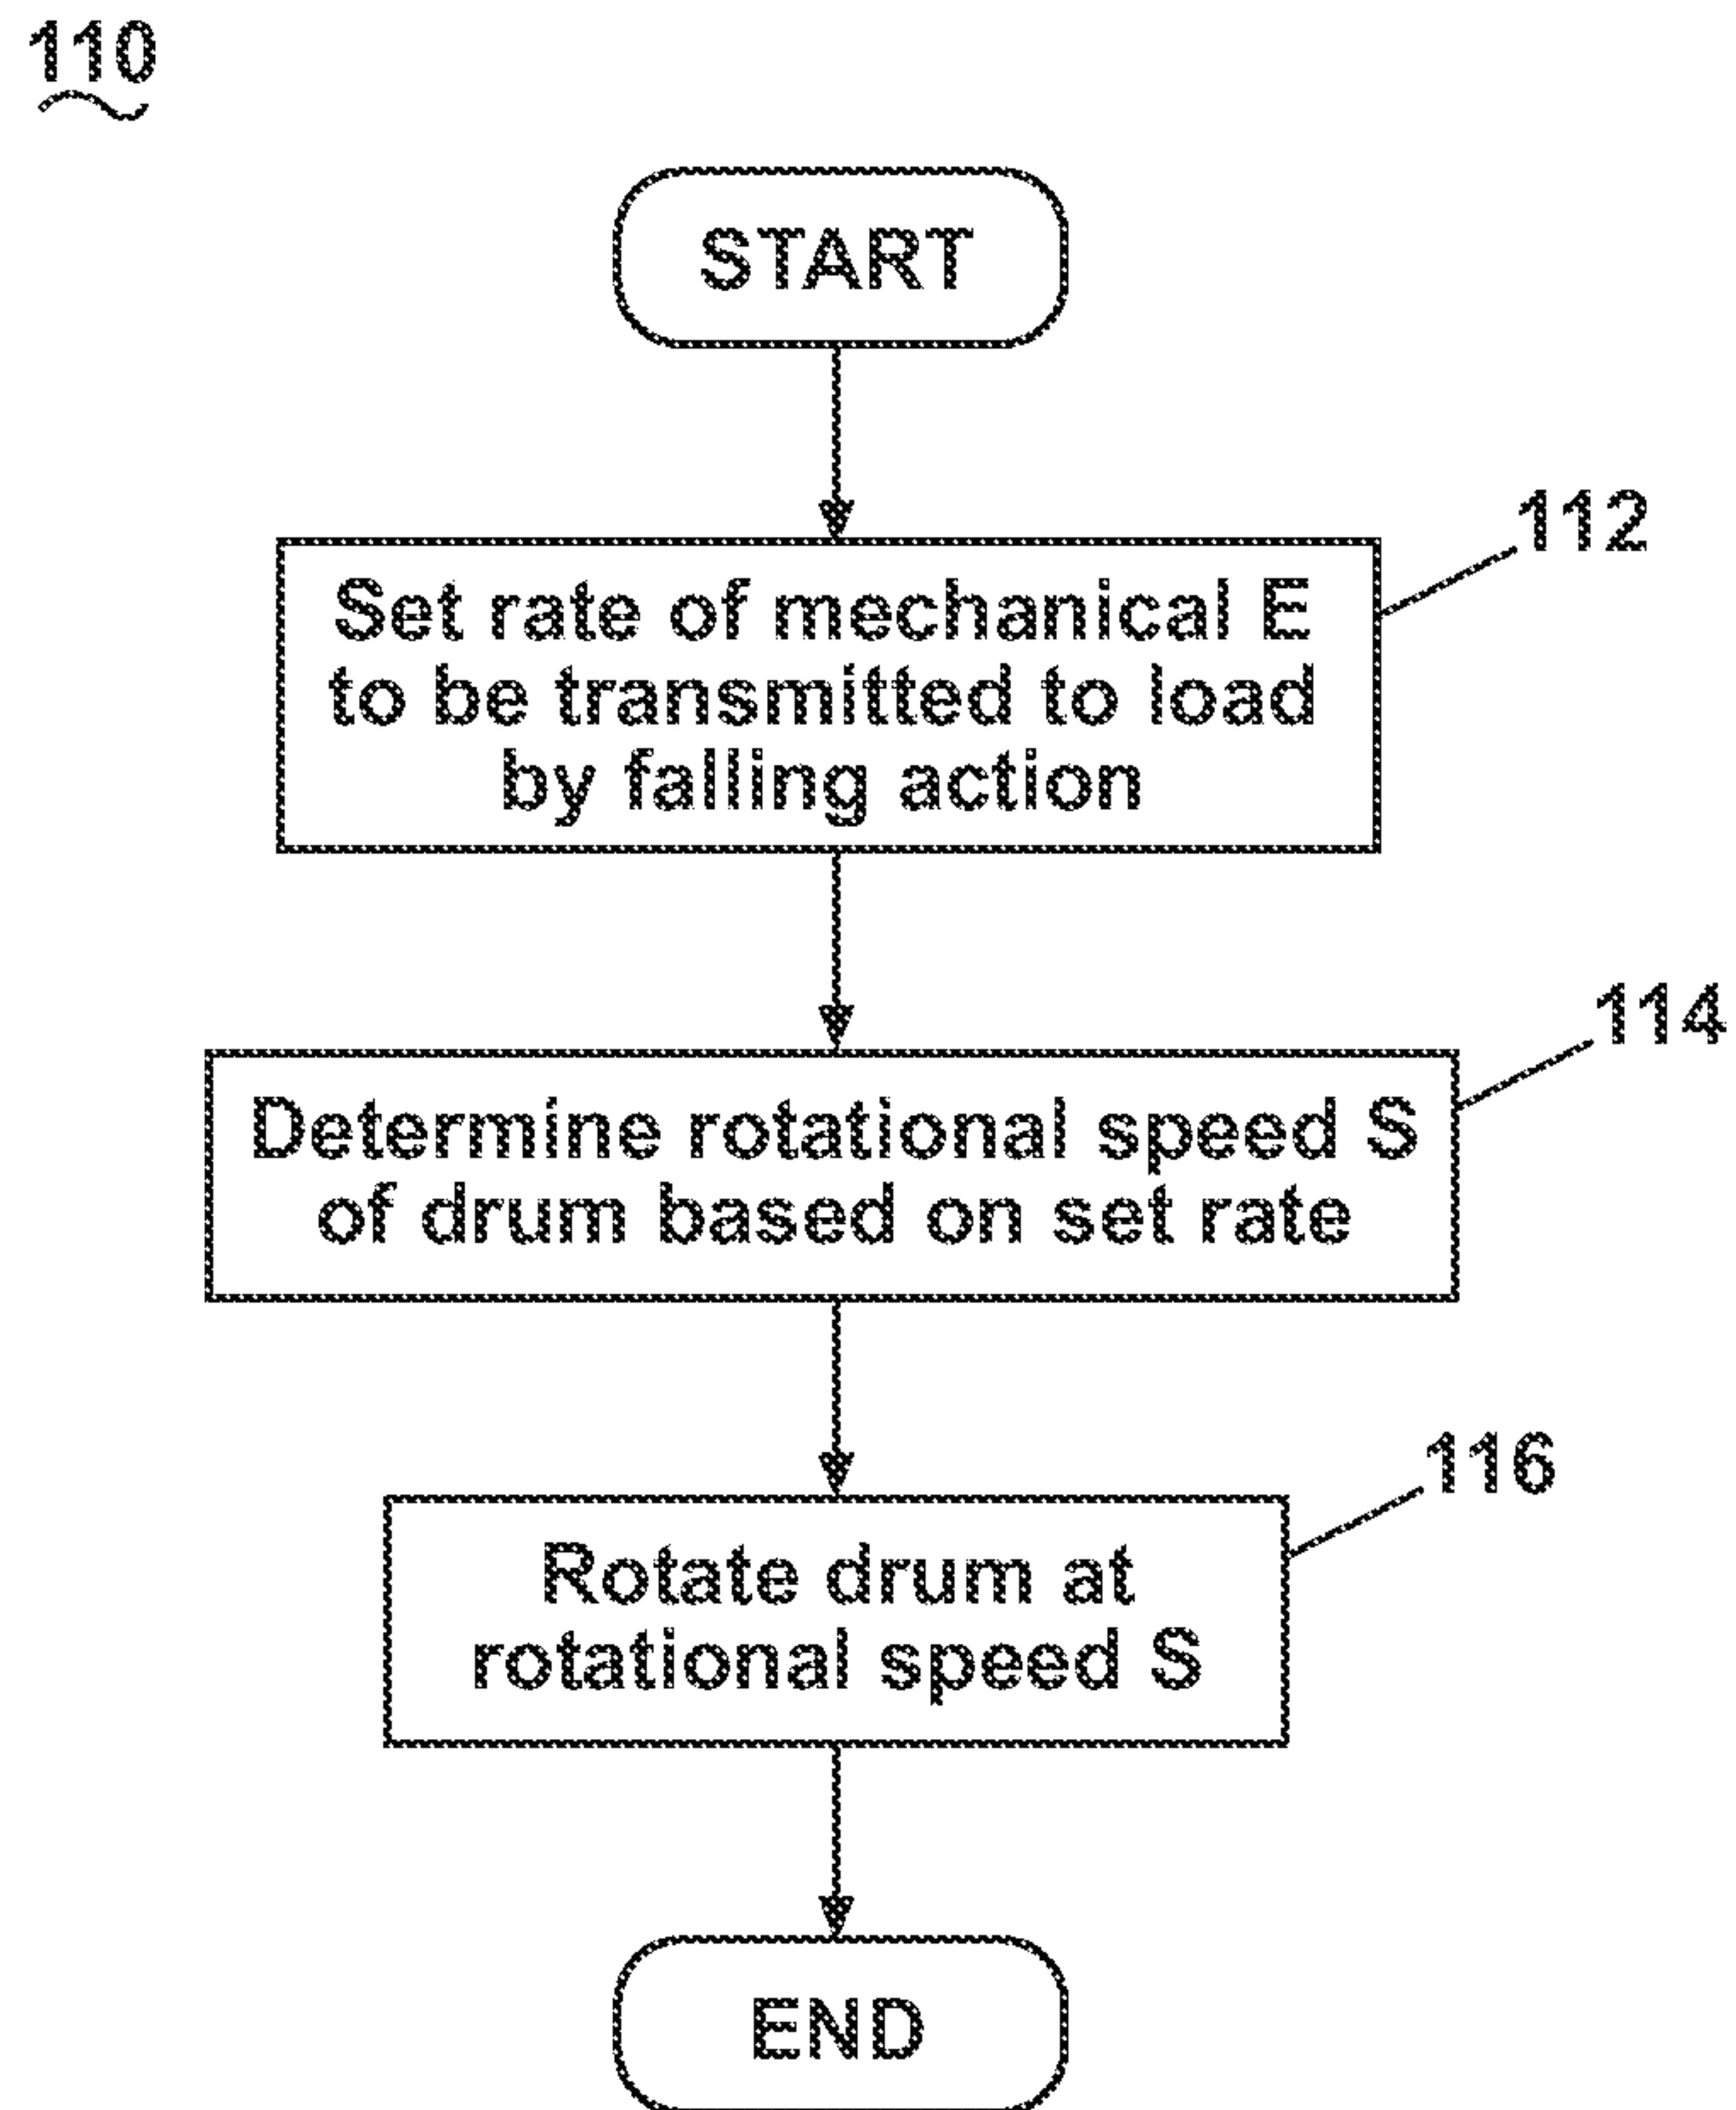 110
START
112
Set rate of mechanical E
to be transmitted to load
by falling action
114
Determine rotational speed S
of drum based on set rate
116
Rotate drum at
rotational speed S
END